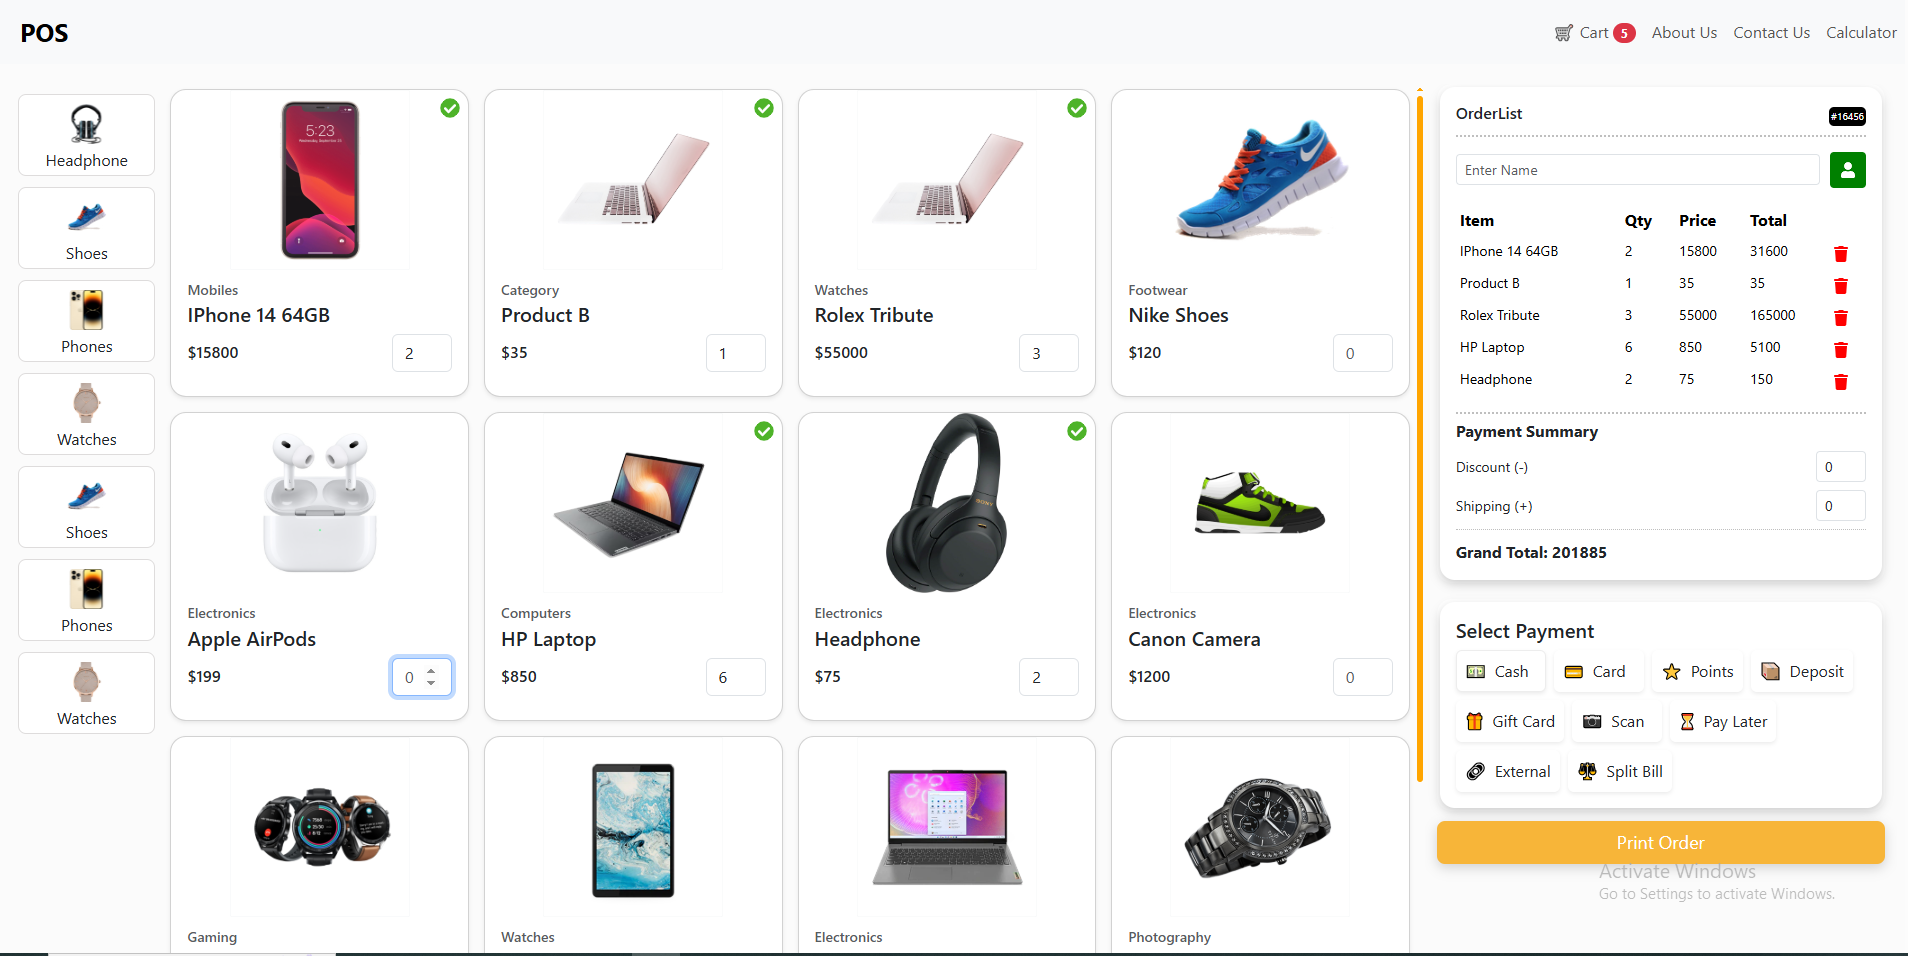 POS
Cart 5 About Us Contact Us Calculator
Headphone
Shoes
Phones
Watches
Shoes
Phones
Watches
5:23
Mobiles
IPhone 14 64GB
$15800 2
Category
Product B
$35 1
Watches
Rolex Tribute
$55000 3
Footwear
Nike Shoes
$120 0
Electronics
Apple AirPods
$199 0
Computers
HP Laptop
$850 6
SONY
Electronics
Headphone
$75 2
Electronics
Canon Camera
$1200 0
Gaming
Watches
Electronics
Photography
OrderList #16456
Enter Name
Item Qty Price Total
IPhone 14 64GB 2 15800 31600
Product B 1 35 35
Rolex Tribute 3 55000 165000
HP Laptop 6 850 5100
Headphone 2 75 150
Payment Summary
Discount (-) 0
Shipping (+) 0
Grand Total: 201885
Select Payment
Cash Card Points Deposit
Gift Card Scan Pay Later
External Split Bill
Print Order
Activate Windows
Go to Settings to activate Windows.